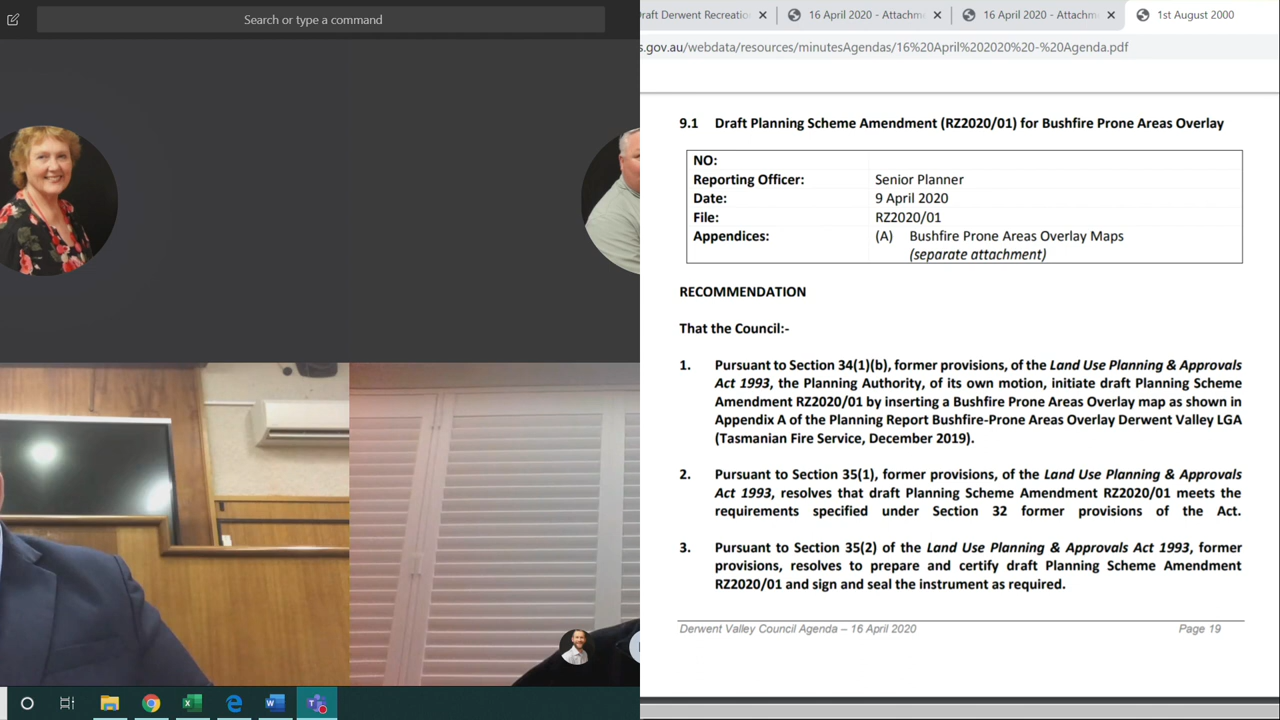 Search or type a command
raft Derwent Recreatio
16 April 2020 - Attachm
16 April 2020 - Attachm
1st August 2000
s.gov.au/webdata/resources/minutesAgendas/16%20April%202020%20-%20Agenda.pdf
9.1 Draft Planning Scheme Amendment (RZ2020/01) for Bushfire Prone Areas Overlay
NO:
Reporting Officer: Senior Planner
Date: 9 April 2020
File: RZ2020/01
Appendices: (A) Bushfire Prone Areas Overlay Maps
(separate attachment)
RECOMMENDATION
That the Council:-
1. Pursuant to Section 34(1)(b), former provisions, of the Land Use Planning & Approvals
Act 1993, the Planning Authority, of its own motion, initiate draft Planning Scheme
Amendment RZ2020/01 by inserting a Bushfire Prone Areas Overlay map as shown in
Appendix A of the Planning Report Bushfire-Prone Areas Overlay Derwent Valley LGA
(Tasmanian Fire Service, December 2019).
2. Pursuant to Section 35(1), former provisions, of the Land Use Planning & Approvals
Act 1993, resolves that draft Planning Scheme Amendment RZ2020/01 meets the
requirements specified under Section 32 former provisions of the Act.
3. Pursuant to Section 35(2) of the Land Use Planning & Approvals Act 1993, former
provisions, resolves to prepare and certify draft Planning Scheme Amendment
RZ2020/01 and sign and seal the instrument as required.
Derwent Valley Council Agenda – 16 April 2020 Page 19